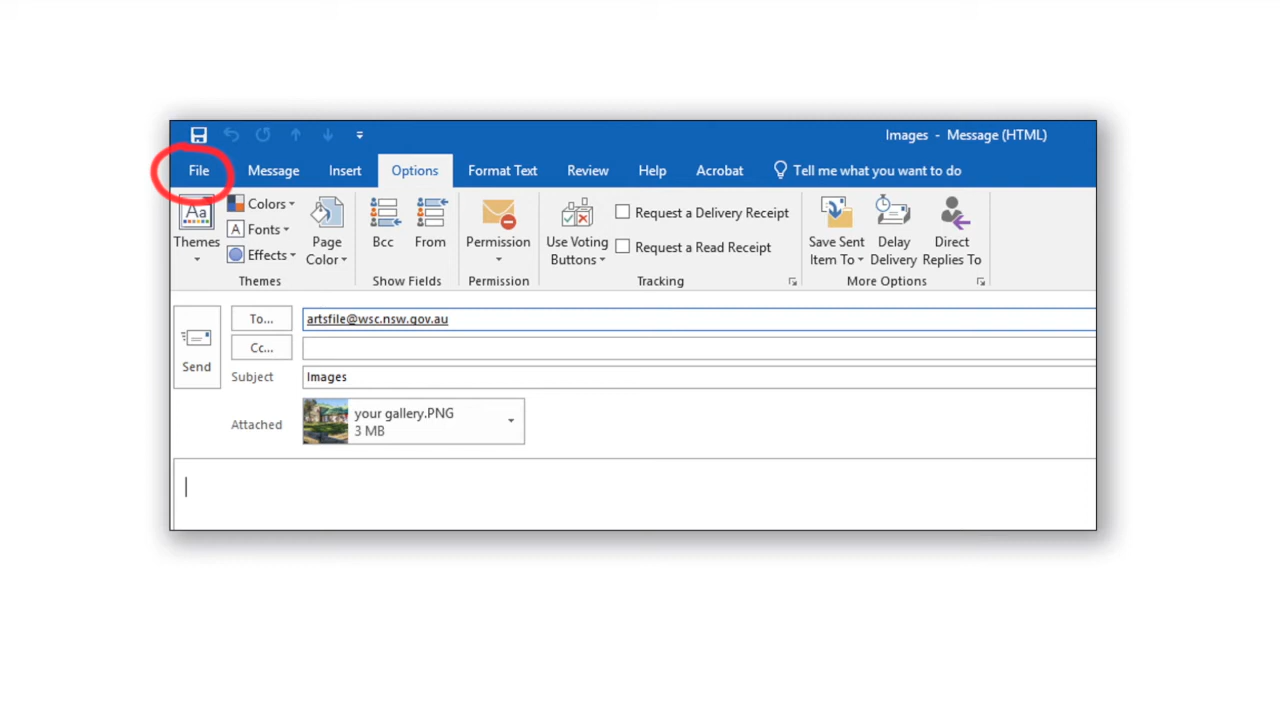 Images - Message (HTML)
File Message Insert Options Format Text Review Help Acrobat Tell me what you want to do
Aa
Themes
Colors
A Fonts
Effects
Themes
Page
Color
Bcc From
Show Fields
Permission
Permission
Use Voting
Buttons
Request a Delivery Receipt
Request a Read Receipt
Tracking
Save Sent
Item To
Delay
Delivery
Direct
Replies To
More Options
Send
To... artsfile@wsc.nsw.gov.au
Cc...
Subject Images
Attached your gallery.PNG
3 MB